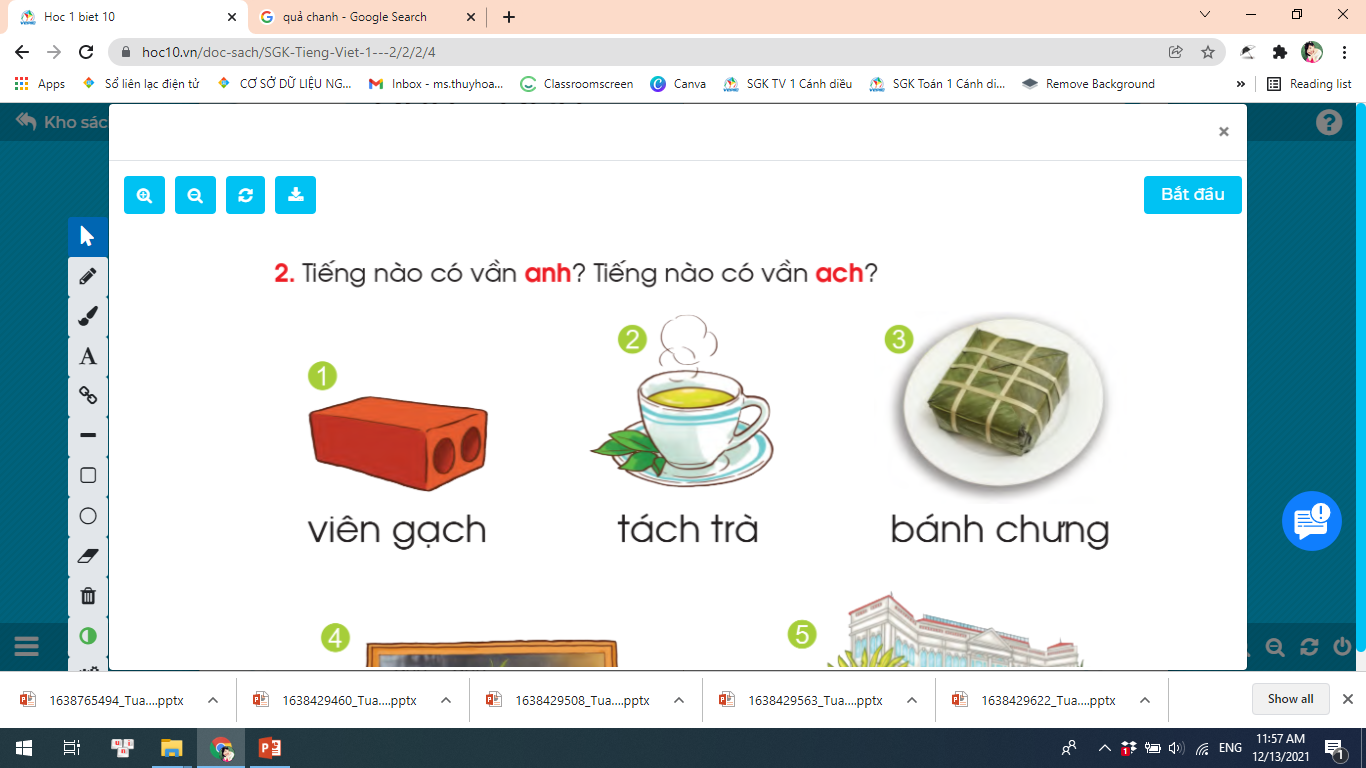 Hoc 1 biet 10
quả chanh - Google Search
hoc10.vn/doc-sach/SGK-Tieng-Viet-1---2/2/2/4
Apps Sổ liên lạc điện tử CƠ SỞ DỮ LIỆU NG... Inbox - ms.thuyhoa... Classroomscreen Canva SGK TV 1 Cánh diều SGK Toán 1 Cánh di... Remove Background » Reading list
Kho sác
Bắt đầu
2. Tiếng nào có vần anh? Tiếng nào có vần ach?
1
2
3
viên gạch
tách trà
bánh chưng
4
5
1638765494_Tua....pptx 1638429460_Tua....pptx 1638429508_Tua....pptx 1638429563_Tua....pptx 1638429622_Tua....pptx Show all
ENG
11:57 AM
12/13/2021
1